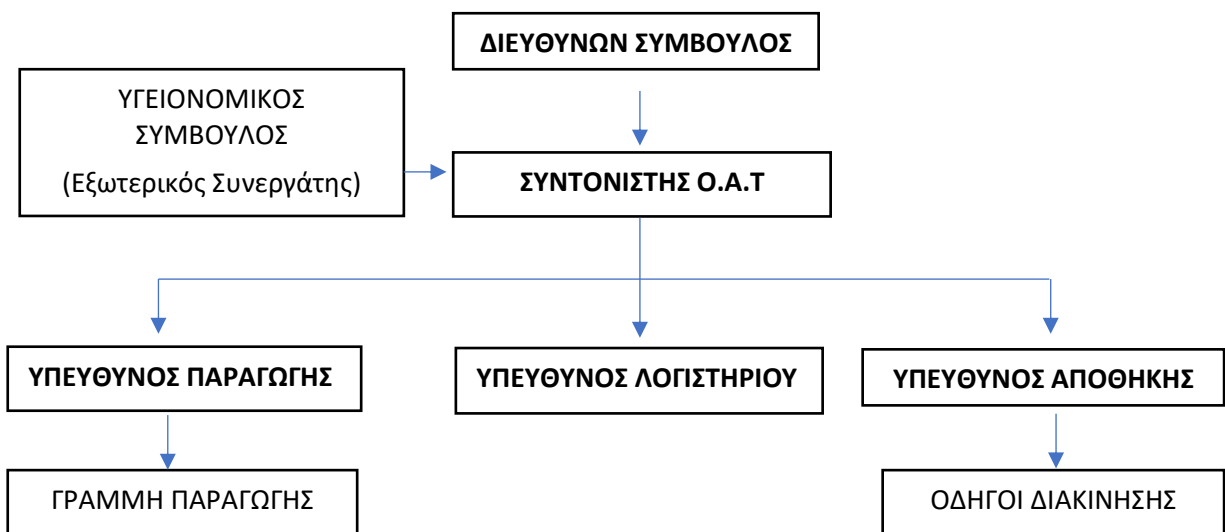 ΔΙΕΥΘΥΝΩΝ ΣΥΜΒΟΥΛΟΣ
ΥΓΕΙΟΝΟΜΙΚΟΣ
ΣΥΜΒΟΥΛΟΣ
(Εξωτερικός Συνεργάτης)
ΣΥΝΤΟΝΙΣΤΗΣ Ο.Α.Τ
ΥΠΕΥΘΥΝΟΣ ΠΑΡΑΓΩΓΗΣ
ΥΠΕΥΘΥΝΟΣ ΛΟΓΙΣΤΗΡΙΟΥ
ΥΠΕΥΘΥΝΟΣ ΑΠΟΘΗΚΗΣ
ΓΡΑΜΜΗ ΠΑΡΑΓΩΓΗΣ
ΟΔΗΓΟΙ ΔΙΑΚΙΝΗΣΗΣ